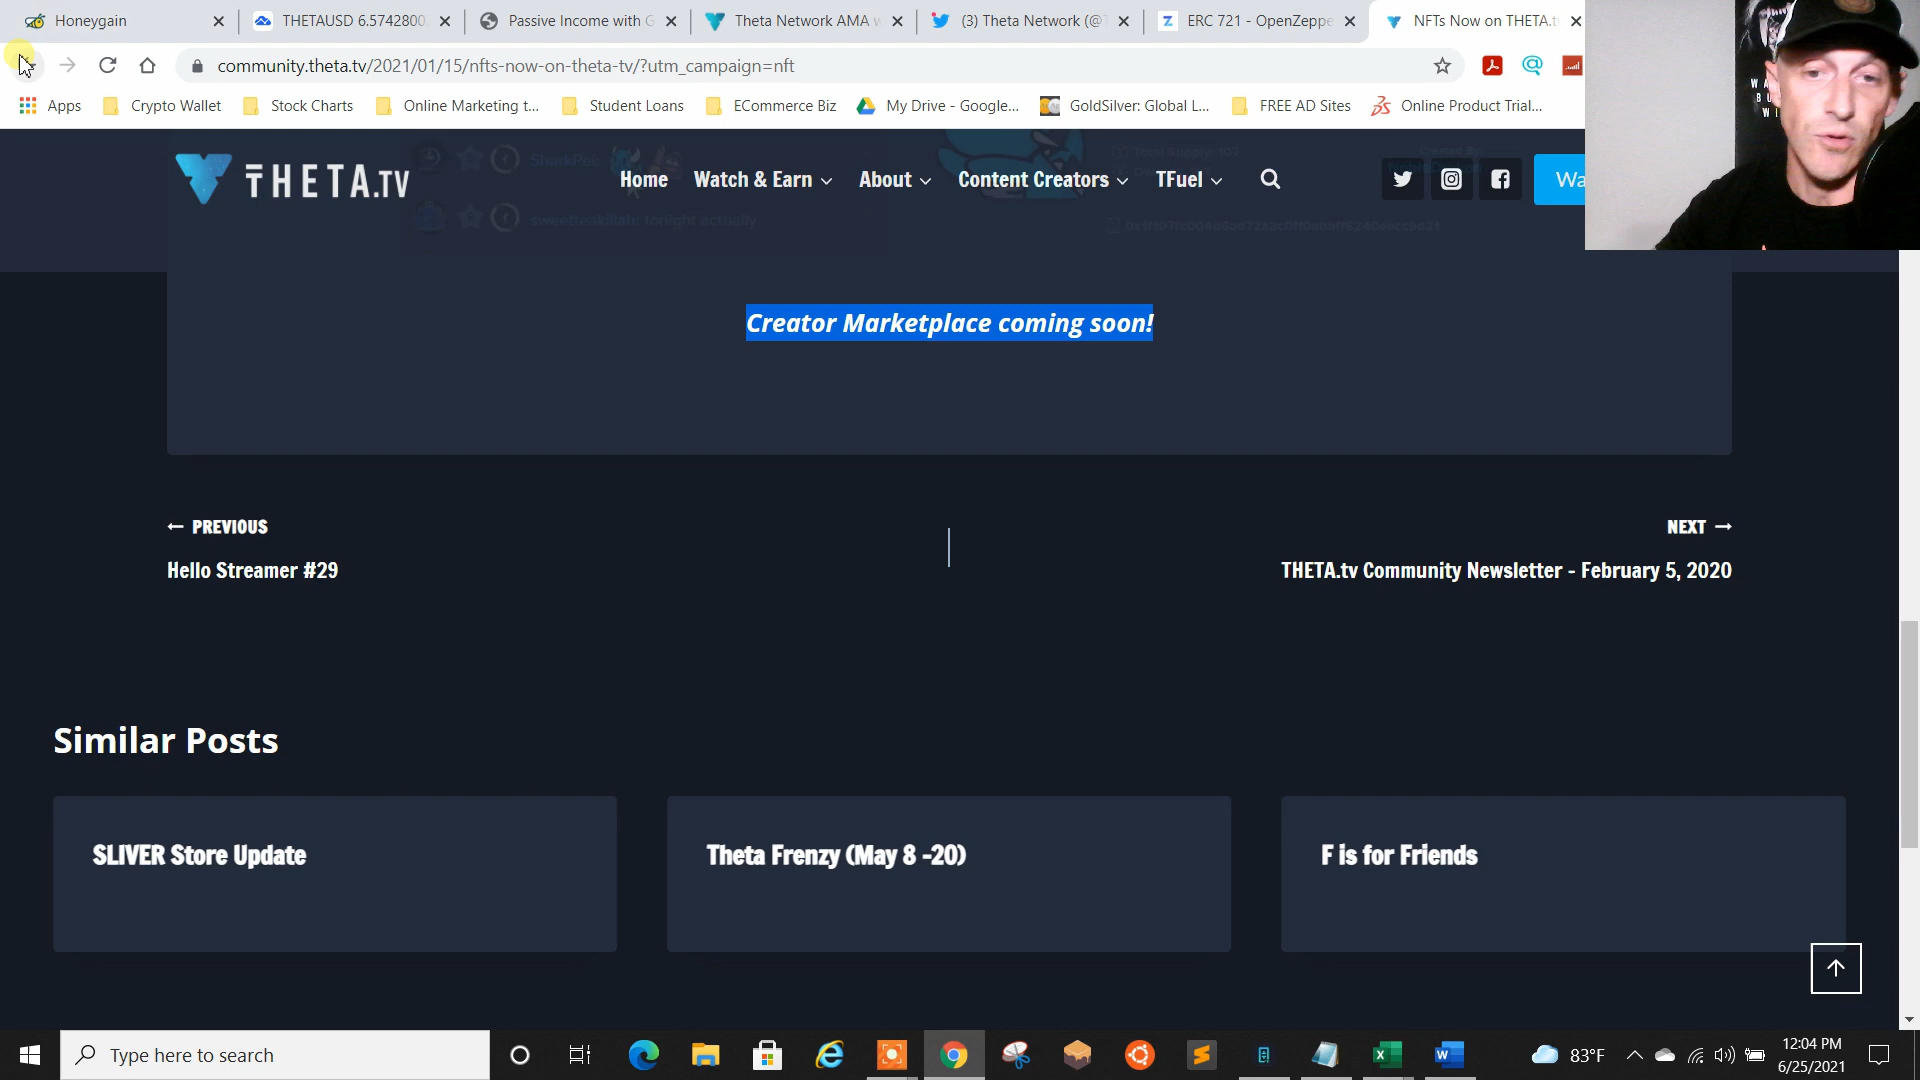 Honeygain
THETAUSD 6.5742800
Passive Income with G
Theta Network AMA w
(3) Theta Network (@T
ERC 721 - OpenZeppe
NFTs Now on THETA.t
community.theta.tv/2021/01/15/nfts-now-on-theta-tv/?utm_campaign=nft
Apps
Crypto Wallet
Stock Charts
Online Marketing t...
Student Loans
ECommerce Biz
My Drive - Google...
GoldSilver: Global L...
FREE AD Sites
Online Product Trial...
THETA.TV
Home
Watch & Earn
About
Content Creators
TFuel
Wa
sweetteakillah: tonight actually
Creator Marketplace coming soon!
← PREVIOUS
NEXT →
Hello Streamer #29
THETA.tv Community Newsletter - February 5, 2020
Similar Posts
SLIVER Store Update
Theta Frenzy (May 8 -20)
F is for Friends
Type here to search
83°F
12:04 PM
6/25/2021